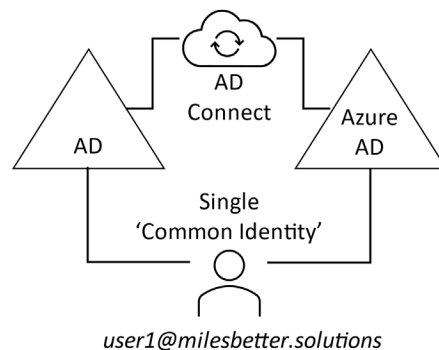 AD
Connect
AD
Azure
AD
Single
‘Common Identity’
user1@milesbetter.solutions